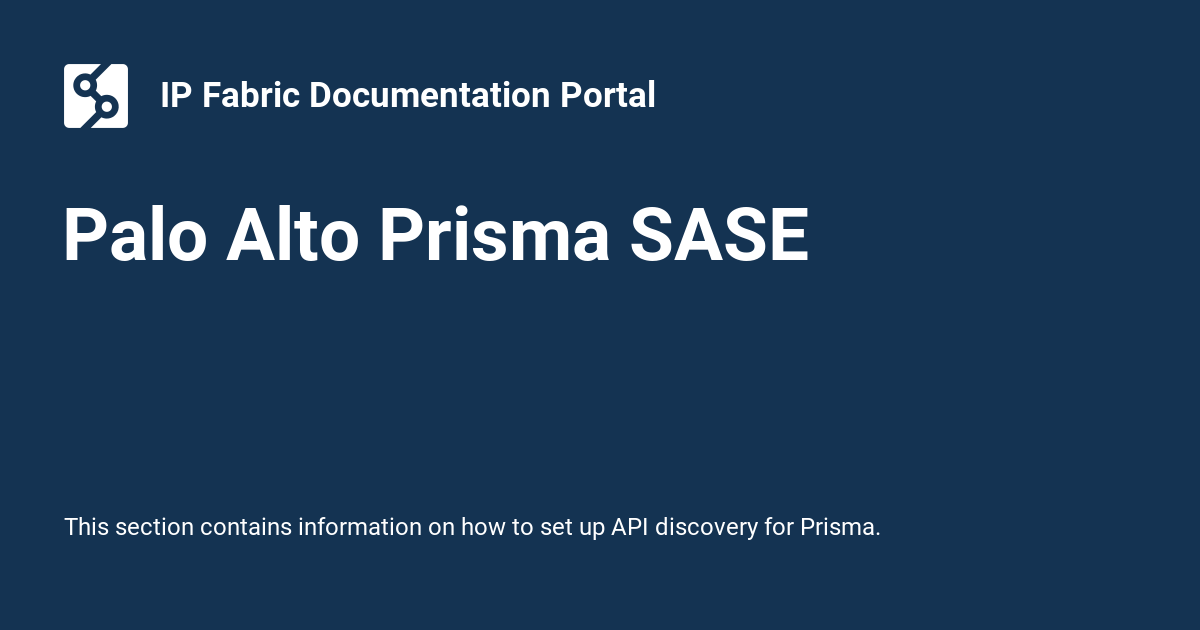 IP Fabric Documentation Portal
Palo Alto Prisma SASE
This section contains information on how to set up API discovery for Prisma.